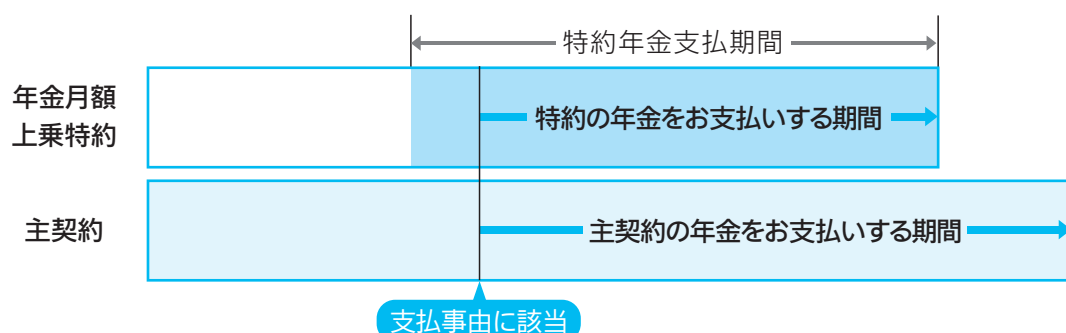 特約年金支払期間
年金月額
上乗特約
特約の年金をお支払いする期間
主契約
主契約の年金をお支払いする期間
支払事由に該当